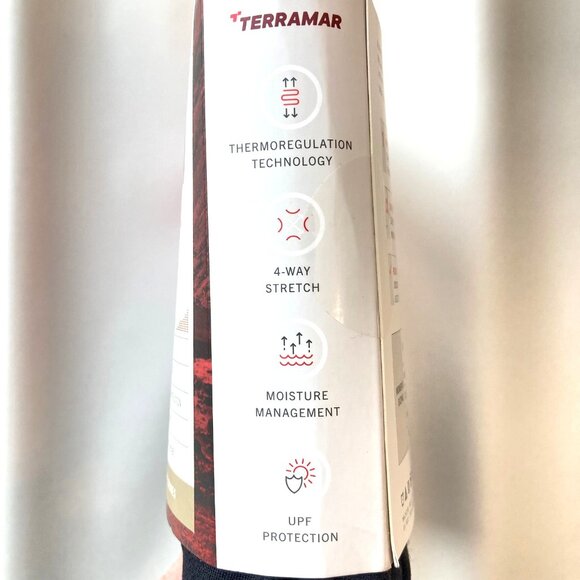 TERRAMAR
THERMOREGULATION
TECHNOLOGY
4-WAY
STRETCH
MOISTURE
MANAGEMENT
UPF
PROTECTION